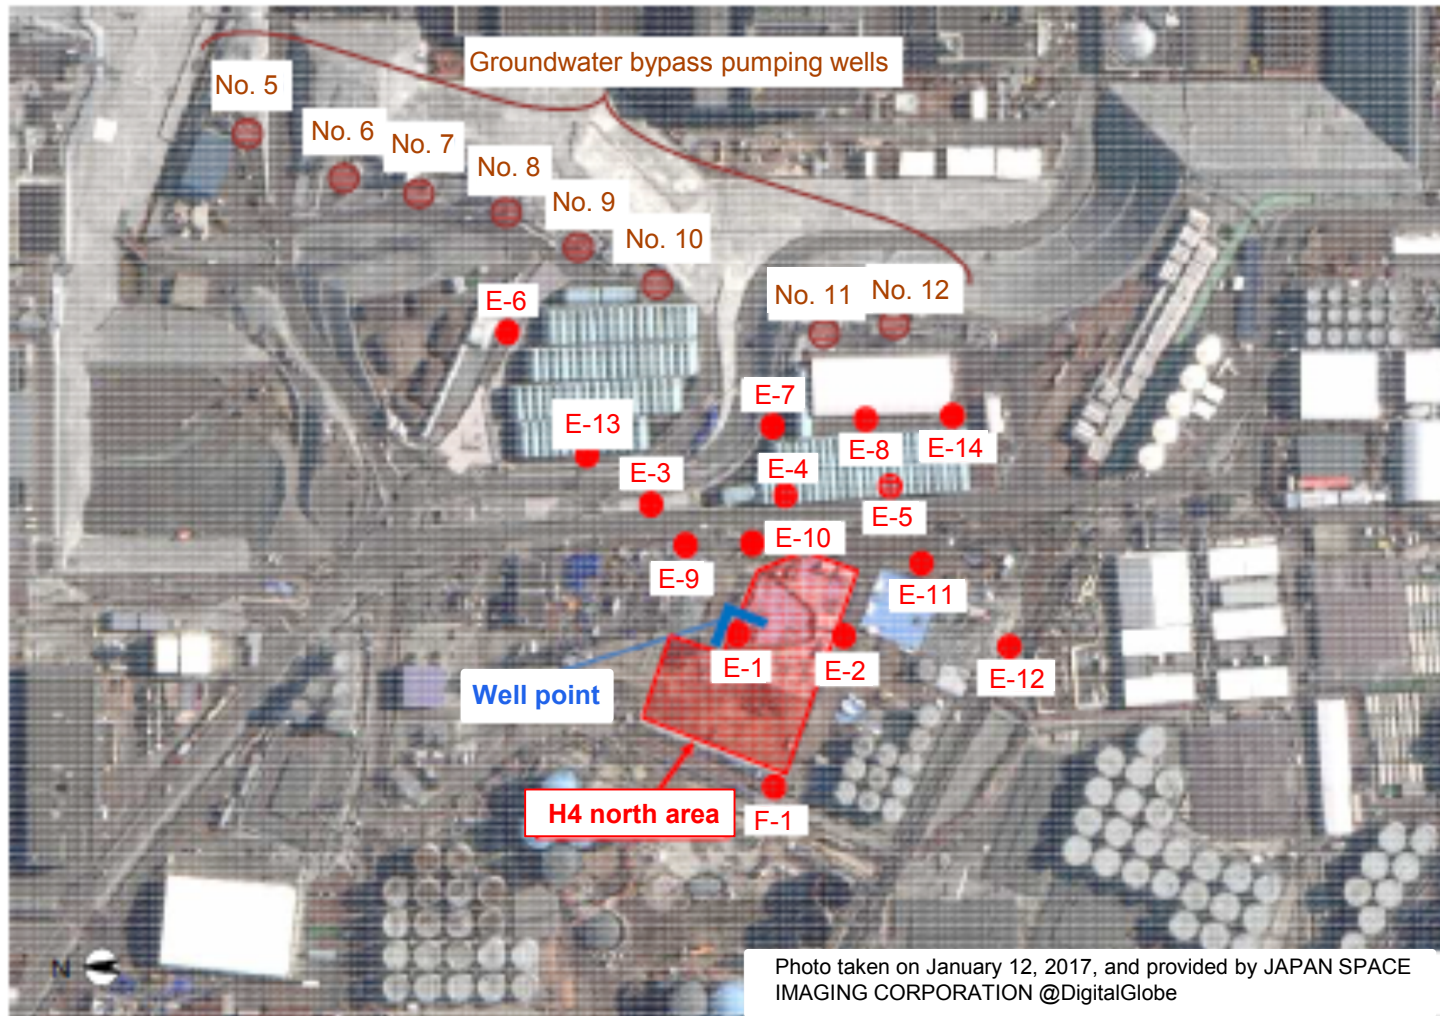 Groundwater bypass pumping wells
No. 5
No. 6
No. 7
No. 8
No. 9
No. 10
No. 11
No. 12
E-6
E-7
E-13
E-8
E-14
E-3
E-4
E-5
E-10
E-9
E-11
E-1
E-2
E-12
Well point
H4 north area
F-1
N
Photo taken on January 12, 2017, and provided by JAPAN SPACE
IMAGING CORPORATION @DigitalGlobe